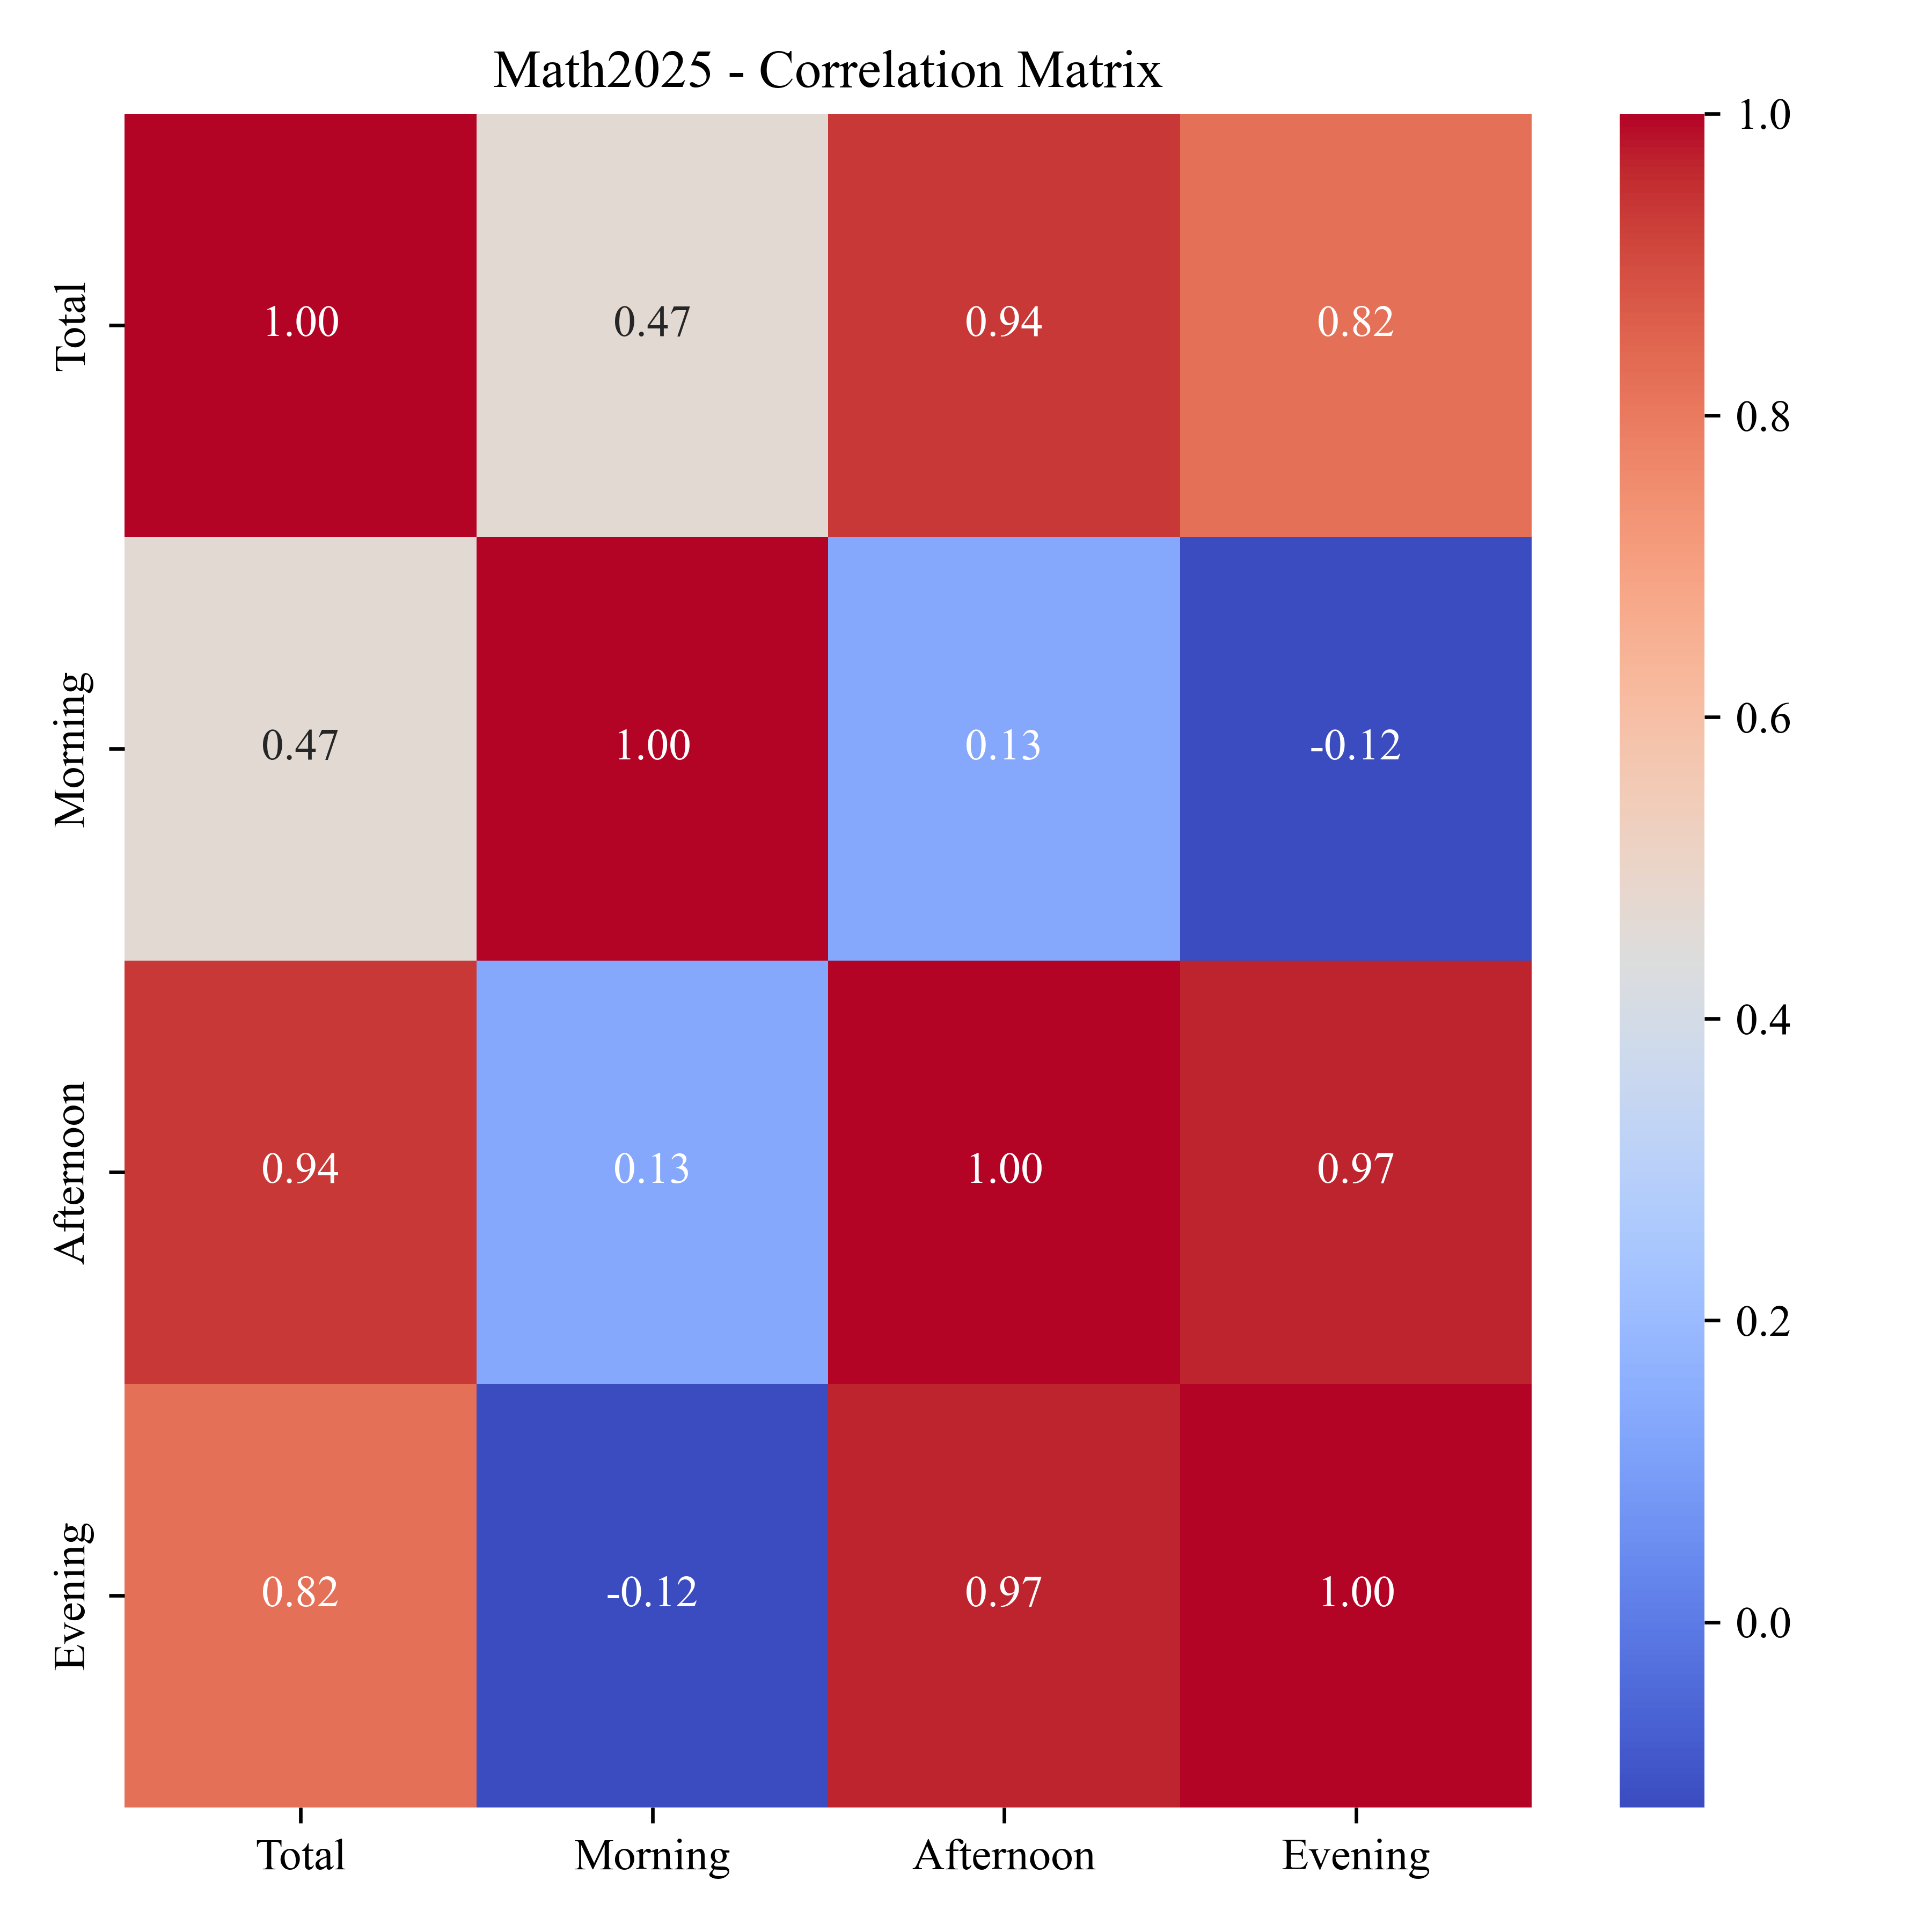 Math2025 - Correlation Matrix
Total 1.00 0.47 0.94 0.82
Morning 0.47 1.00 0.13 -0.12
Afternoon 0.94 0.13 1.00 0.97
Evening 0.82 -0.12 0.97 1.00
Total Morning Afternoon Evening
1.0
0.8
0.6
0.4
0.2
0.0